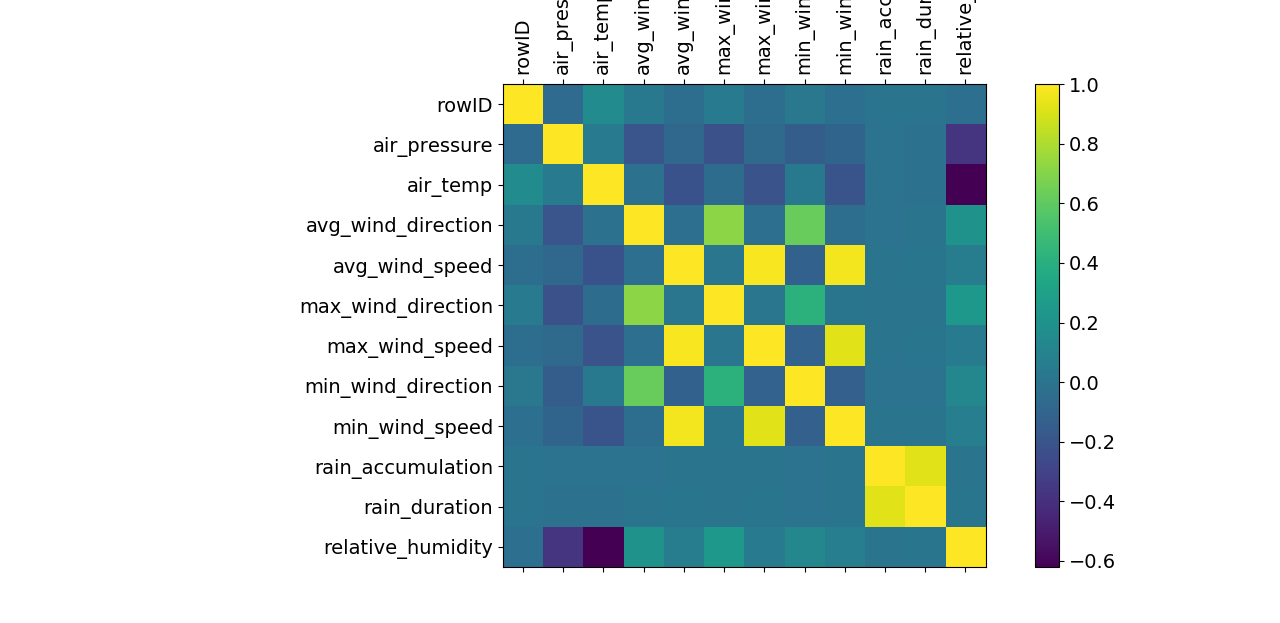 rowID
air_pres
air_temp
avg_win
avg_win
max_wi
max_wi
min_wi
min_win
rain_acc
rain_dur
relative_
rowID
air_pressure
air_temp
avg_wind_direction
avg_wind_speed
max_wind_direction
max_wind_speed
min_wind_direction
min_wind_speed
rain_accumulation
rain_duration
relative_humidity
1.0
0.8
0.6
0.4
0.2
0.0
−0.2
−0.4
−0.6